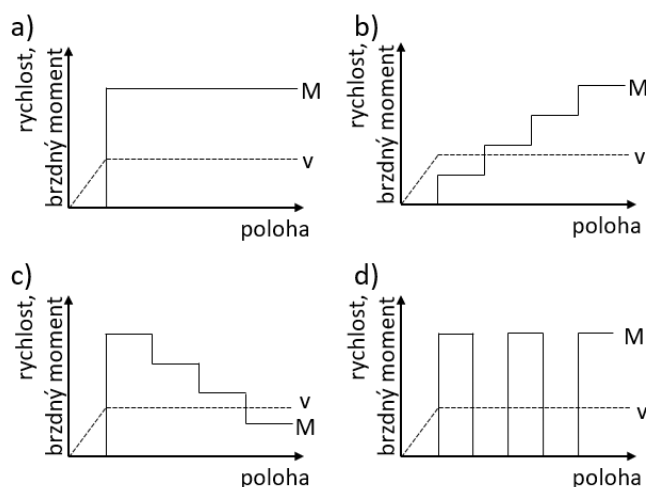 a)
rychlost,
brzdný moment
M
v
poloha
b)
rychlost,
brzdný moment
M
v
poloha
c)
rychlost,
brzdný moment
v
M
poloha
d)
rychlost,
brzdný moment
M
v
poloha